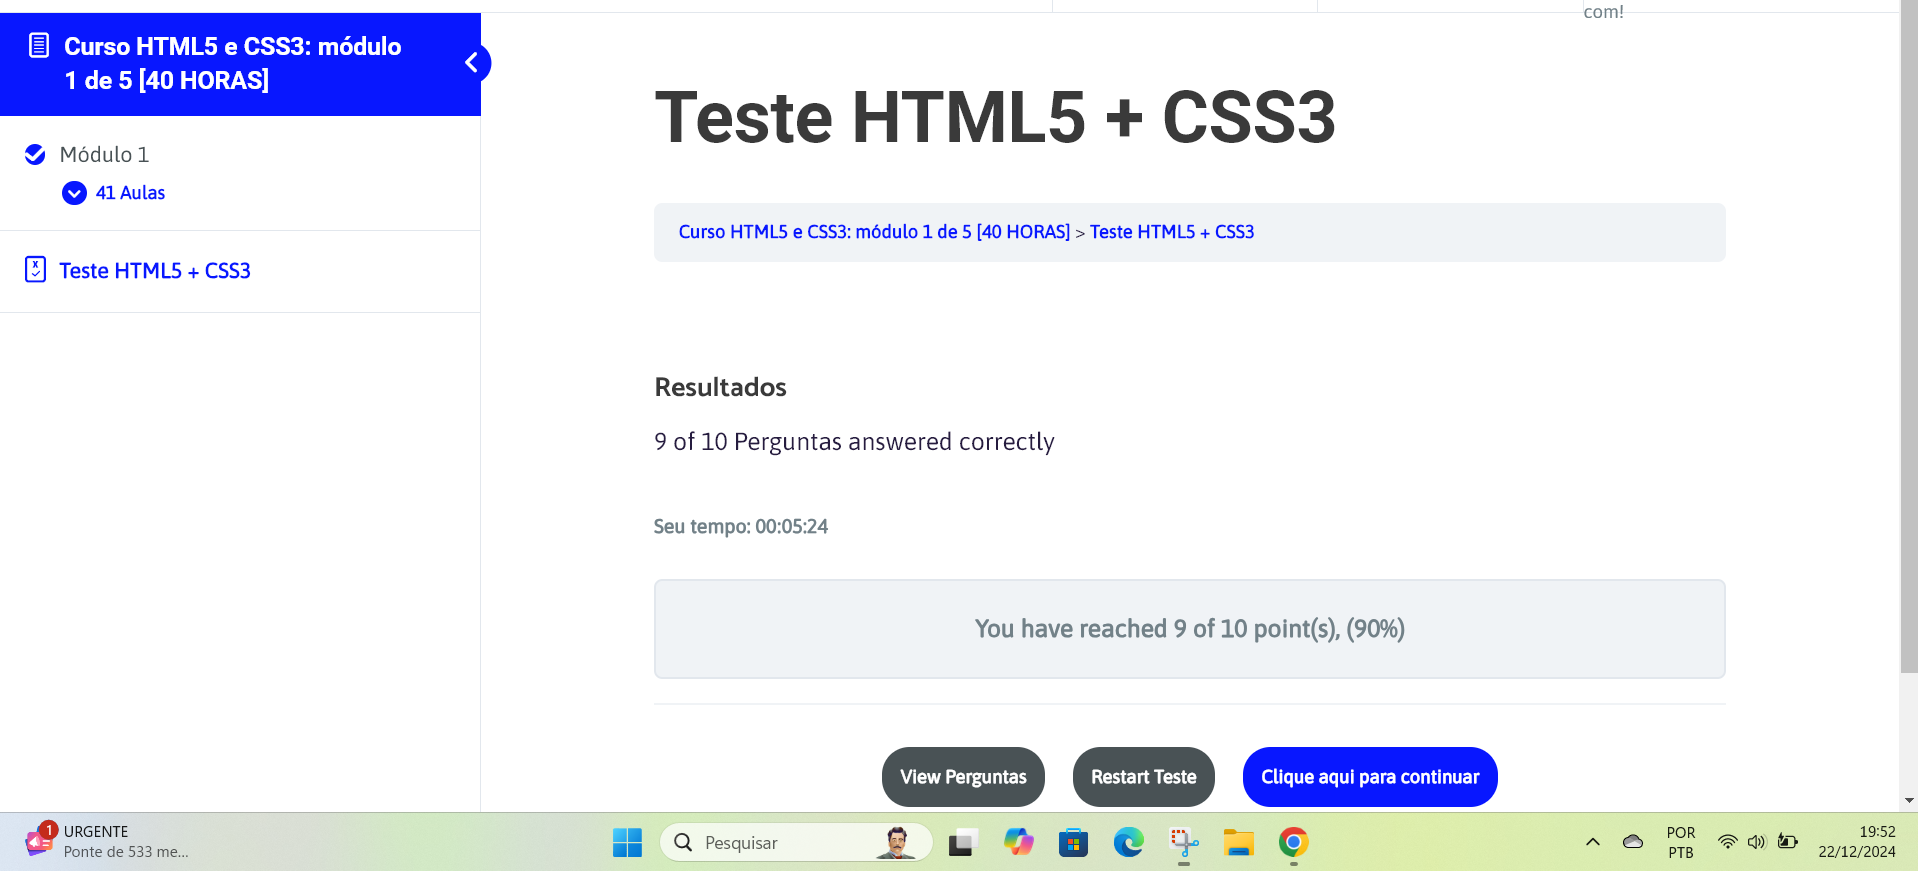 com!
Curso HTML5 e CSS3: módulo
1 de 5 [40 HORAS]
Módulo 1
41 Aulas
Teste HTML5 + CSS3
Teste HTML5 + CSS3
Curso HTML5 e CSS3: módulo 1 de 5 [40 HORAS] > Teste HTML5 + CSS3
Resultados
9 of 10 Perguntas answered correctly
Seu tempo: 00:05:24
You have reached 9 of 10 point(s), (90%)
View Perguntas
Restart Teste
Clique aqui para continuar
1
URGENTE
Ponte de 533 me...
Pesquisar
POR
PTB
19:52
22/12/2024